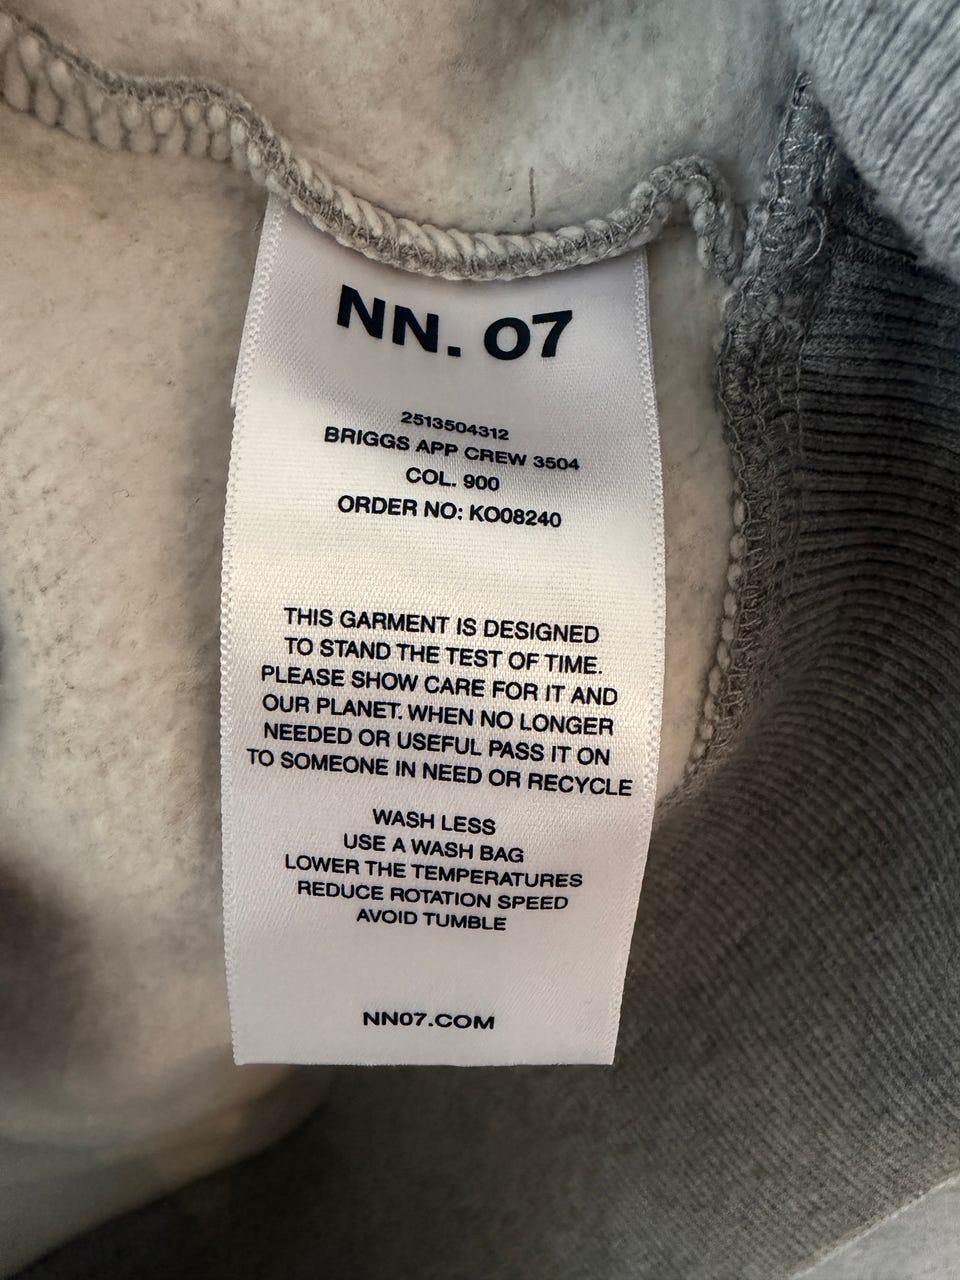 NN. 07
2513504312
BRIGGS APP CREW 3504
COL. 900
ORDER NO: KO08240
THIS GARMENT IS DESIGNED
TO STAND THE TEST OF TIME.
PLEASE SHOW CARE FOR IT AND
OUR PLANET. WHEN NO LONGER
NEEDED OR USEFUL PASS IT ON
TO SOMEONE IN NEED OR RECYCLE
WASH LESS
USE A WASH BAG
LOWER THE TEMPERATURES
REDUCE ROTATION SPEED
AVOID TUMBLE
NN07.COM